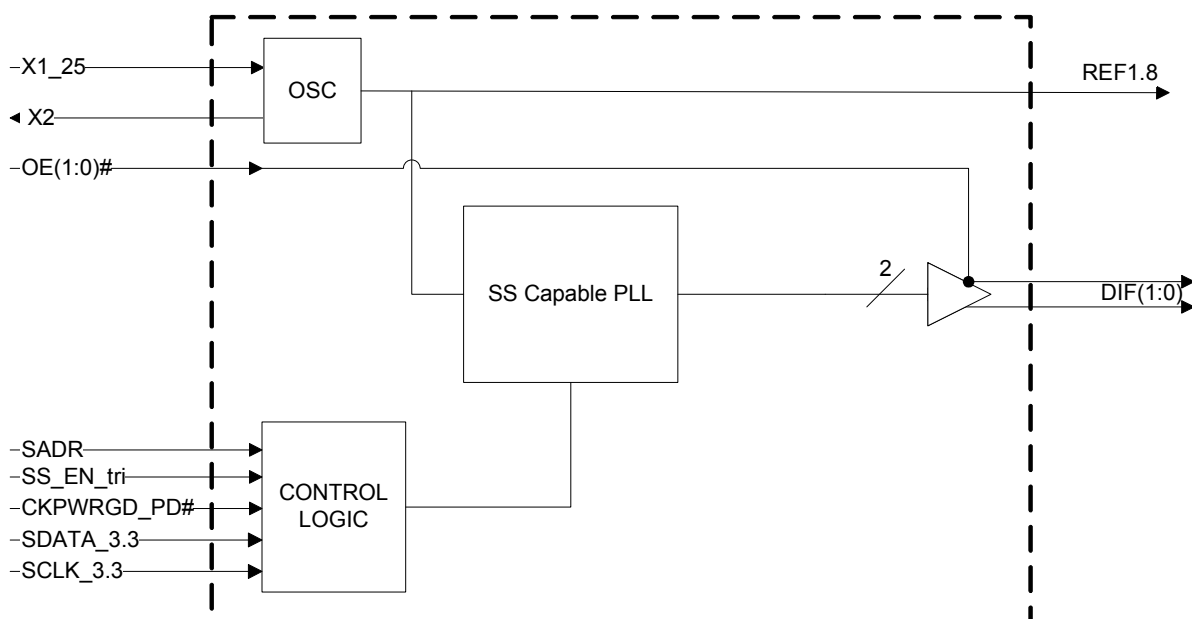 X1_25
OSC
REF1.8
X2
OE(1:0)#
2
SS Capable PLL
DIF(1:0)
SADR
SS_EN_tri
CKPWRGD_PD#
SDATA_3.3
SCLK_3.3
CONTROL
LOGIC